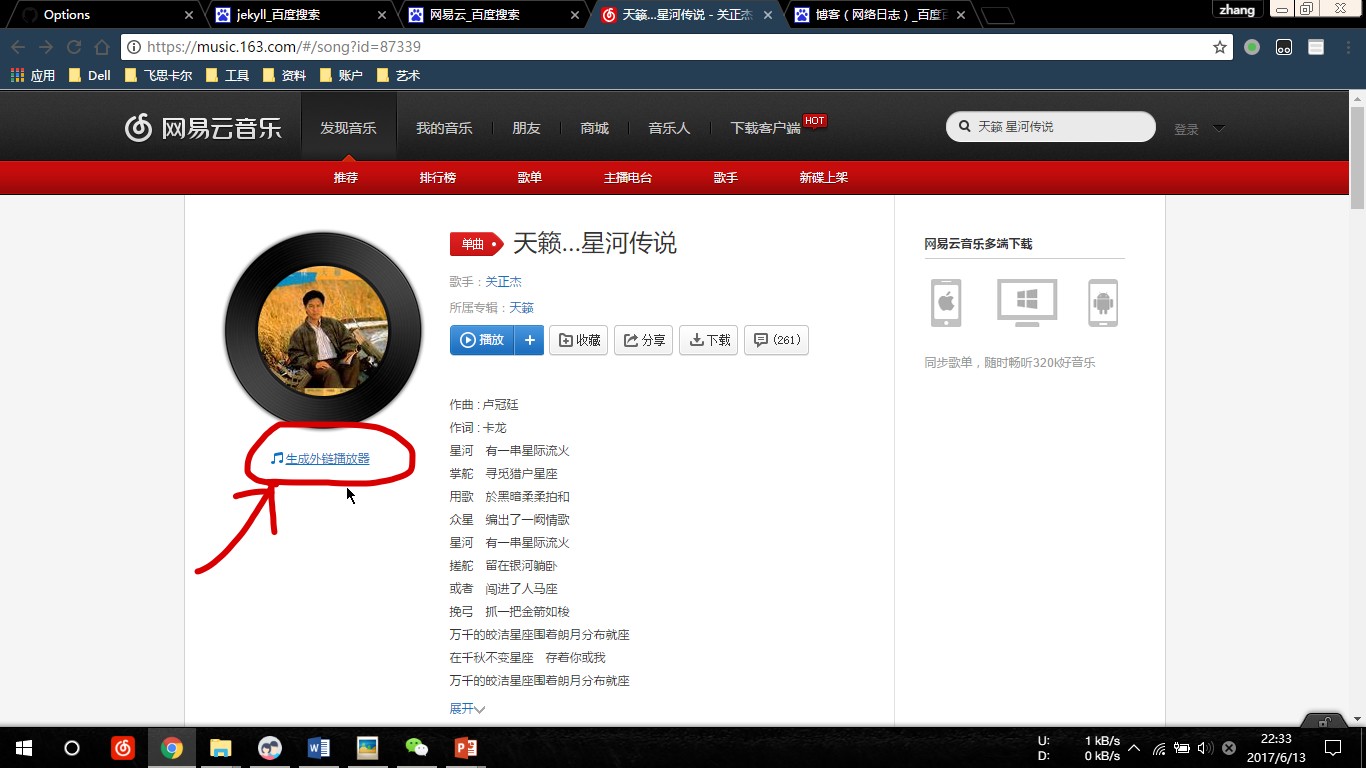 Options
jekyll_百度搜索
网易云_百度搜索
天籁...星河传说 - 关正杰
博客（网络日志）_百度百
zhang
https://music.163.com/#/song?id=87339
应用 Dell 飞思卡尔 工具 资料 账户 艺术
网易云音乐 发现音乐 我的音乐 朋友 商城 音乐人 下载客户端 HOT 天籁 星河传说 登录
推荐 排行榜 歌单 主播电台 歌手 新碟上架
单曲 天籁...星河传说
歌手：关正杰
所属专辑：天籁
播放 + 收藏 分享 下载 (261)
生成外链播放器
作曲 : 卢冠廷
作词 : 卡龙
星河 有一串星际流火
掌舵 寻觅猎户星座
用歌 於黑暗柔柔拍和
众星 编出了一阕情歌
星河 有一串星际流火
搓舵 留在银河躺卧
或者 闯进了人马座
挽弓 抓一把金箭如梭
万千的皎洁星座围着朗月分布就座
在千秋不变星座 存着你或我
万千的皎洁星座围着朗月分布就座
展开
网易云音乐多端下载
同步歌单，随时畅听320k好音乐
U: 1 kB/s
D: 0 kB/s
22:33
2017/6/13